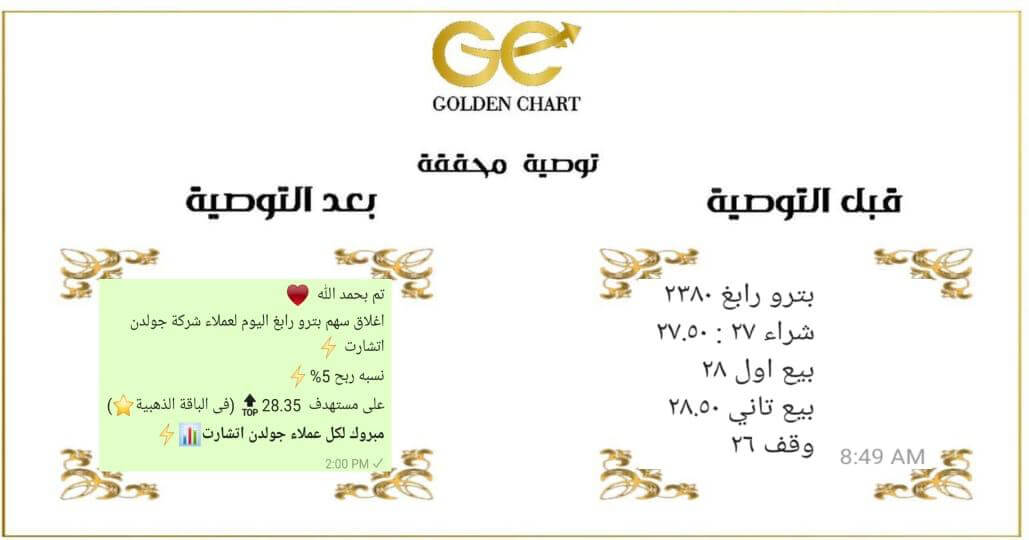 GOLDEN CHART
توصية محققة
قبل التوصية
بترو رابغ ٢٣٨٠
شراء ٢٧ : ٢٧.٥٠
بيع اول ٢٨
بيع تاني ٢٨.٥٠
وقف ٢٦
8:49 AM
بعد التوصية
تم بحمد الله ❤️
اغلاق سهم بترو رابغ اليوم لعملاء شركة جولدن
اتشارت ⚡
نسبه ربح 5% ⚡
على مستهدف 28.35 🔝 (فى الباقة الذهبية⭐)
مبروك لكل عملاء جولدن اتشارت📊⚡
2:00 PM ✓